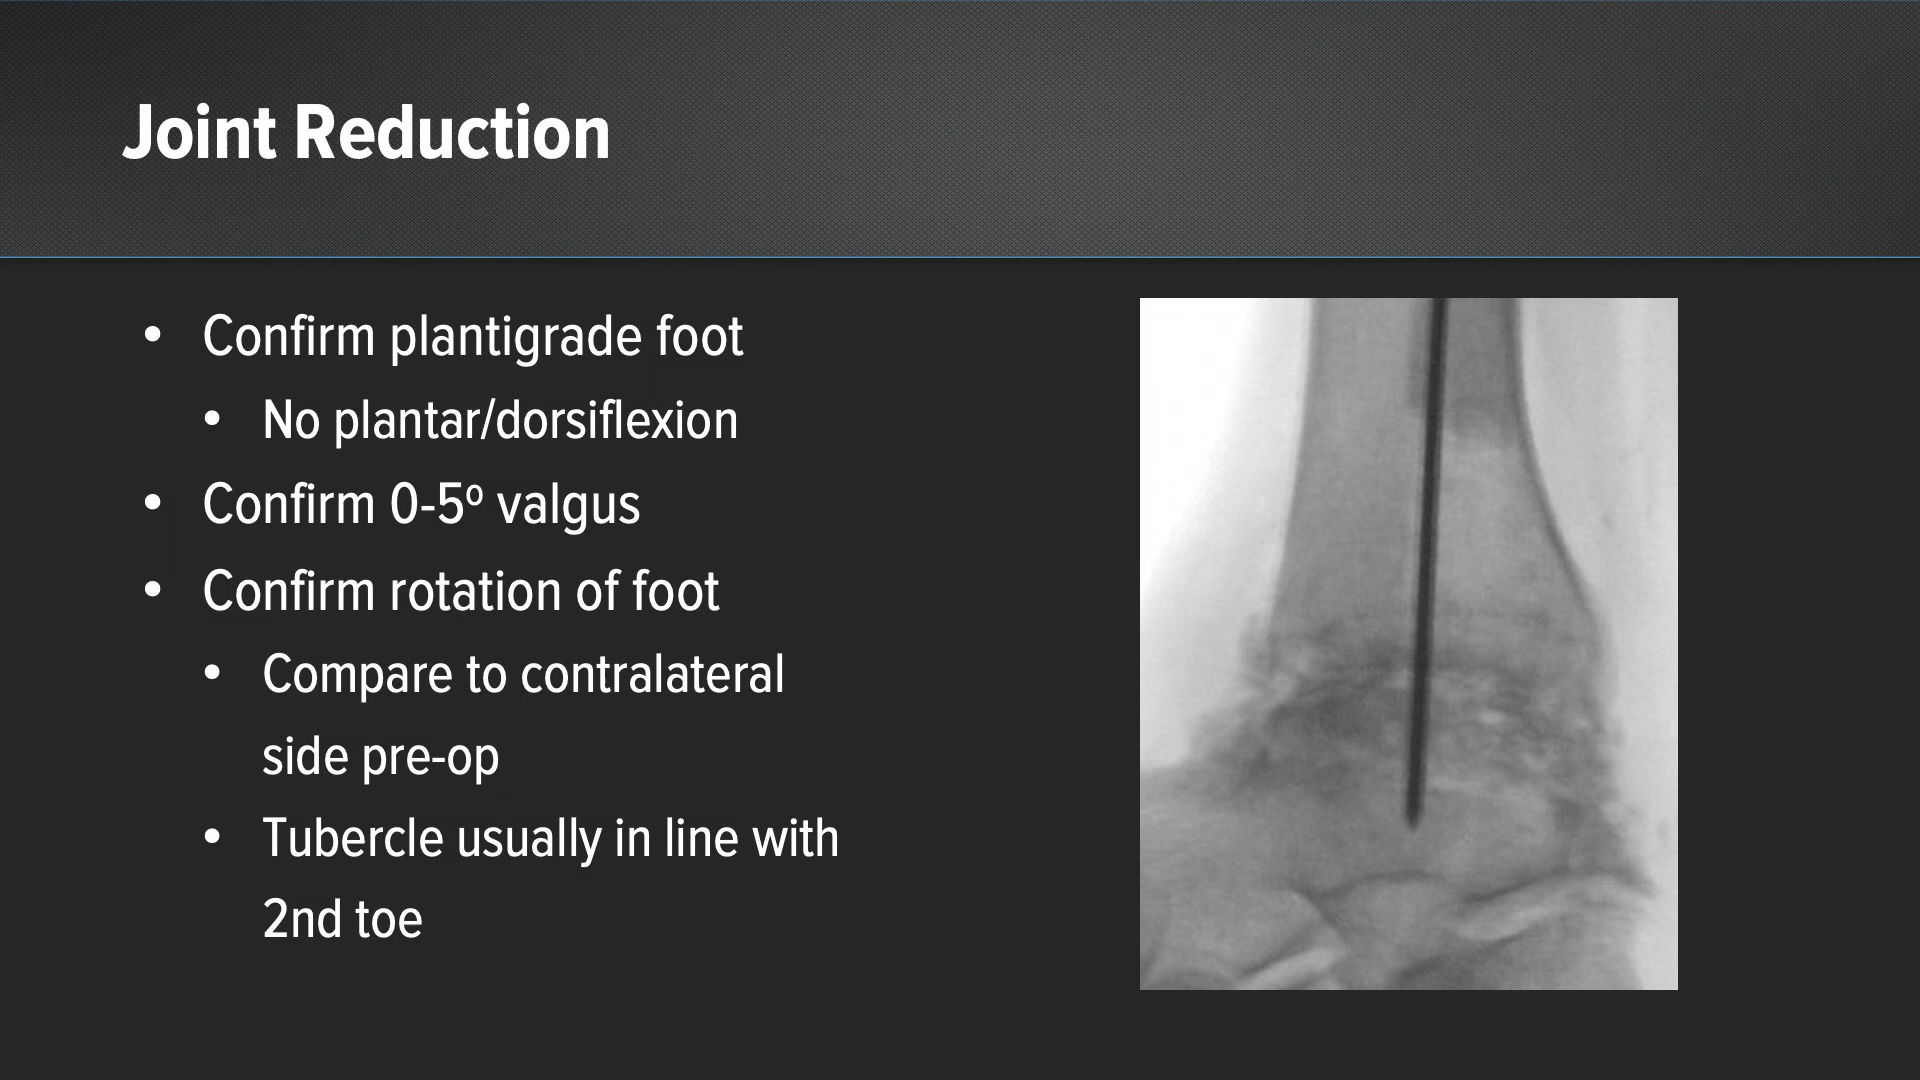 Joint Reduction
• Confirm plantigrade foot
• No plantar/dorsiflexion
• Confirm 0-5º valgus
• Confirm rotation of foot
• Compare to contralateral
side pre-op
• Tubercle usually in line with
2nd toe